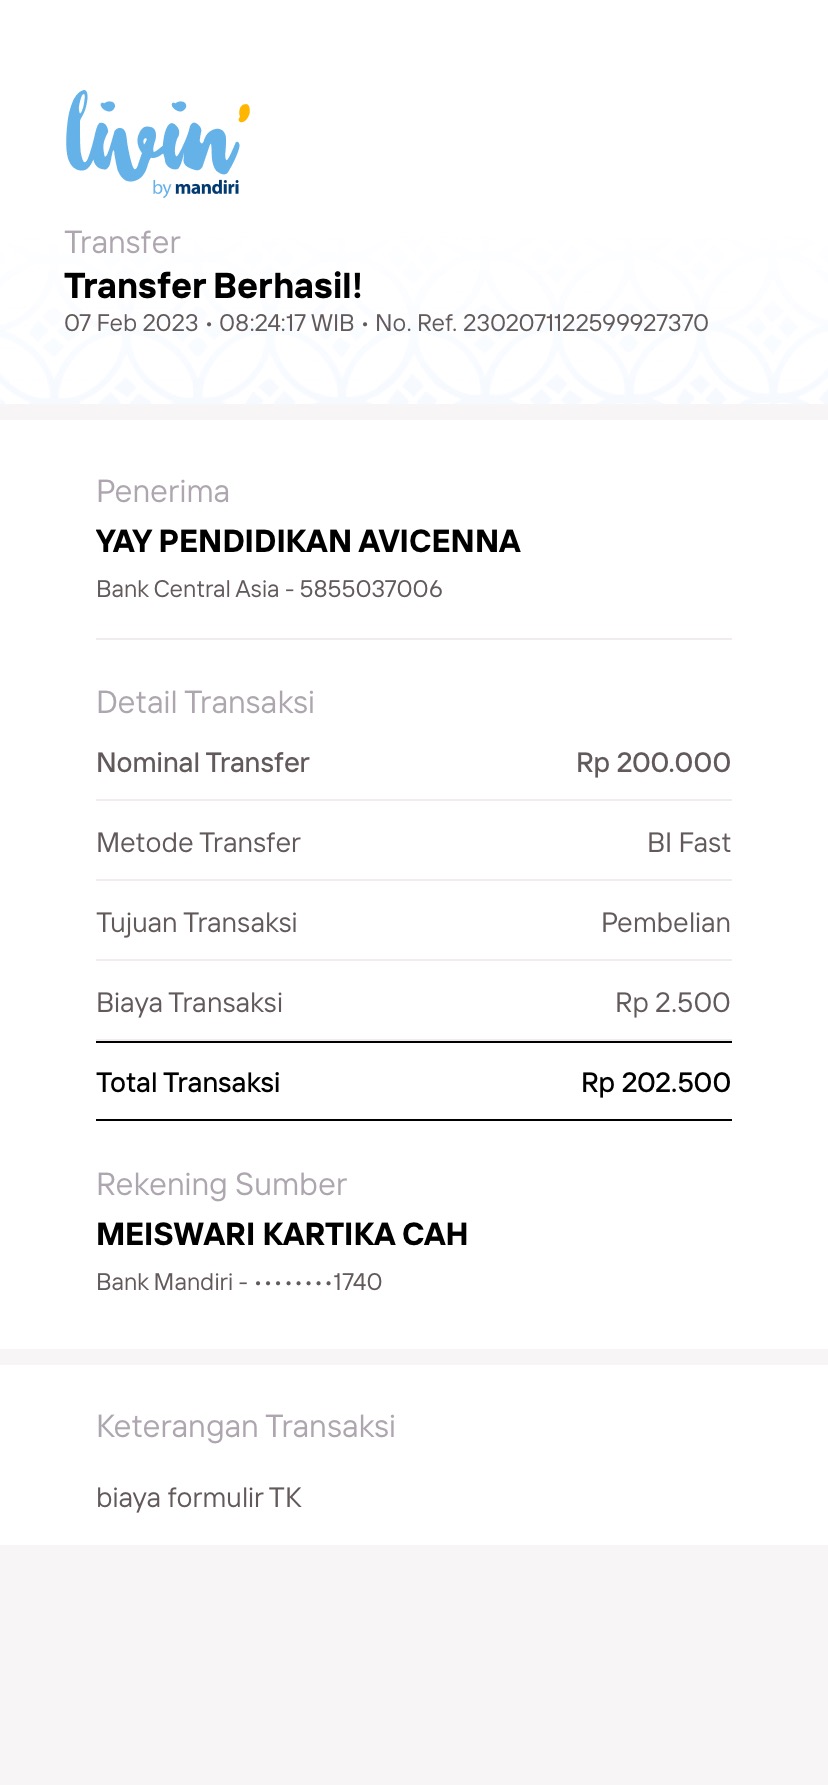 livin'
by mandiri
Transfer
Transfer Berhasil!
07 Feb 2023 • 08:24:17 WIB • No. Ref. 2302071122599927370
Penerima
YAY PENDIDIKAN AVICENNA
Bank Central Asia - 5855037006
Detail Transaksi
Nominal Transfer Rp 200.000
Metode Transfer BI Fast
Tujuan Transaksi Pembelian
Biaya Transaksi Rp 2.500
Total Transaksi Rp 202.500
Rekening Sumber
MEISWARI KARTIKA CAH
Bank Mandiri - ••••••••1740
Keterangan Transaksi
biaya formulir TK